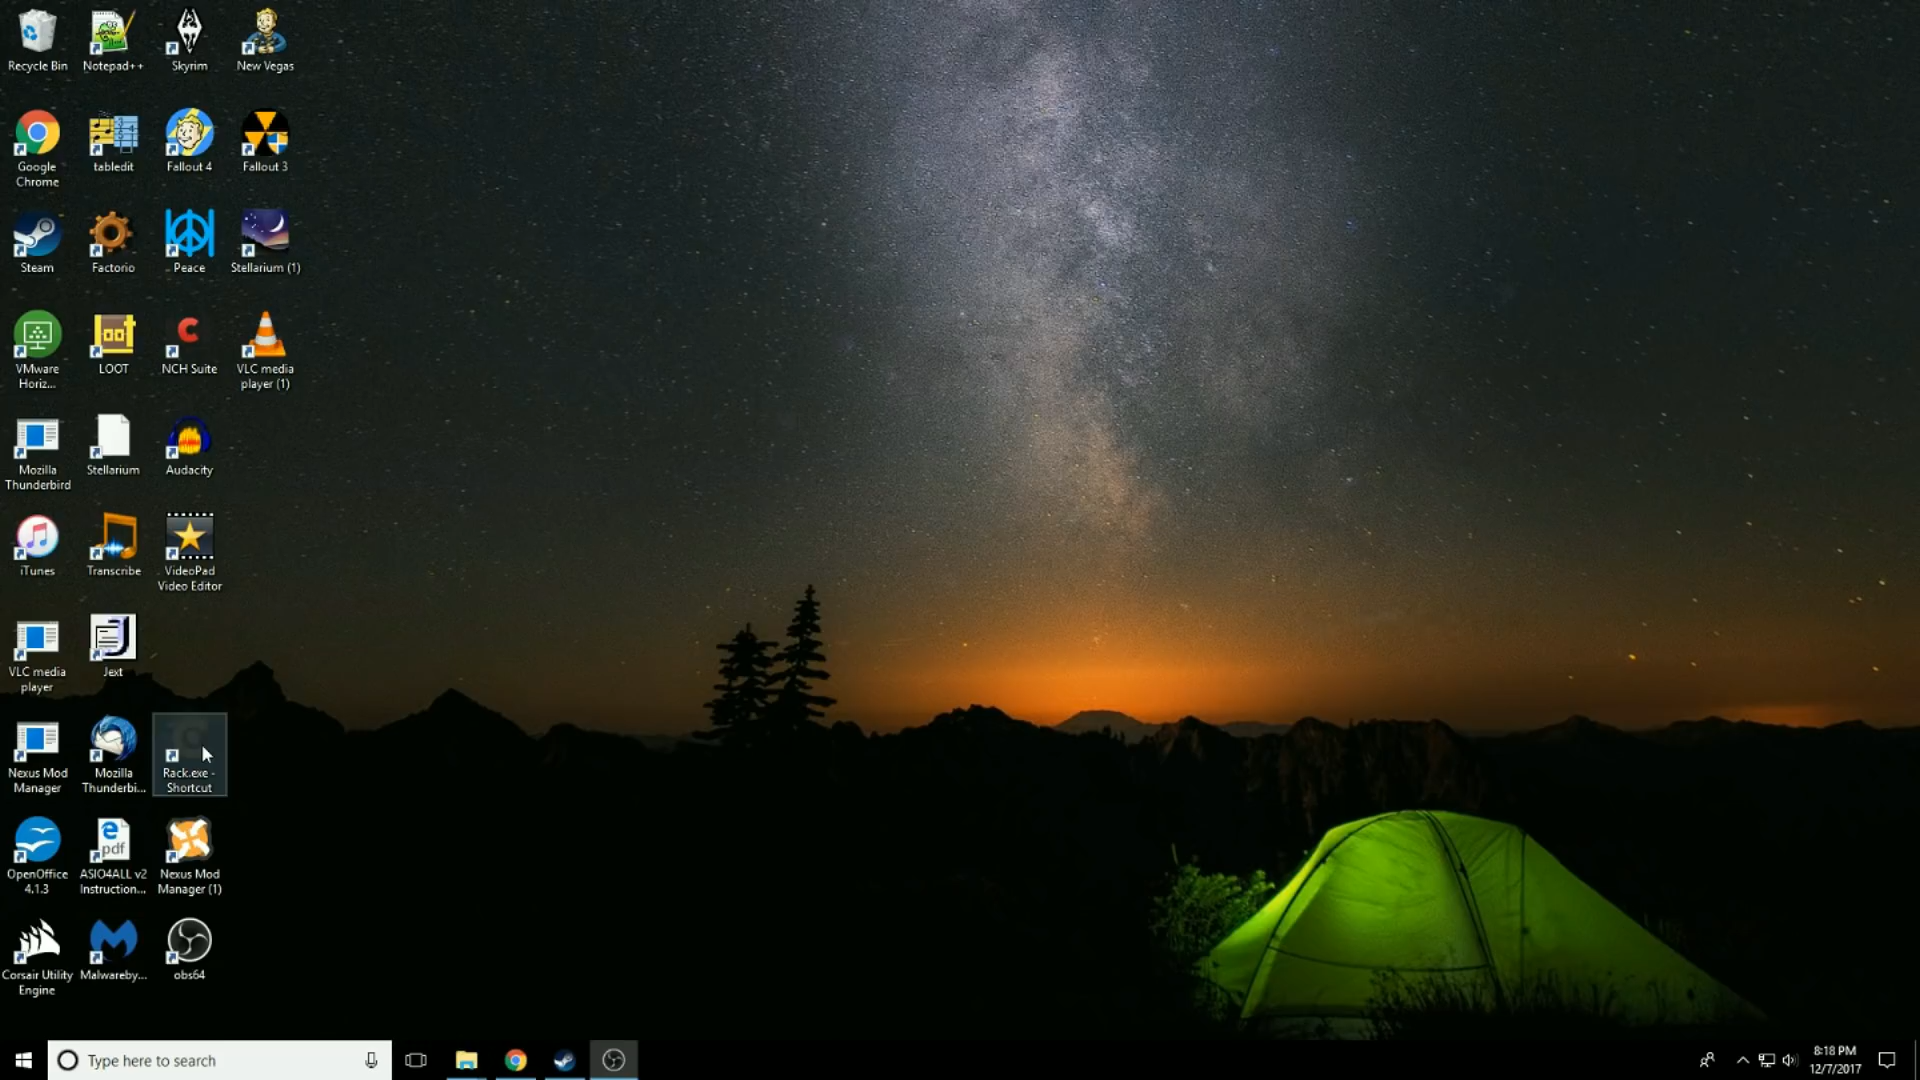 Recycle Bin
Notepad++
Skyrim
New Vegas
Google
Chrome
tabledit
Fallout 4
Fallout 3
Steam
Factorio
Peace
Stellarium (1)
VMware
Horiz...
LOOT
NCH Suite
VLC media
player (1)
Mozilla
Thunderbird
Stellarium
Audacity
iTunes
Transcribe
VideoPad
Video Editor
VLC media
player
Jext
Nexus Mod
Manager
Mozilla
Thunderbi...
Rack.exe -
Shortcut
OpenOffice
4.1.3
pdf
ASIO4ALL v2
Instruction...
Nexus Mod
Manager (1)
Corsair Utility
Engine
Malwareby...
obs64
Type here to search
8:18 PM
12/7/2017